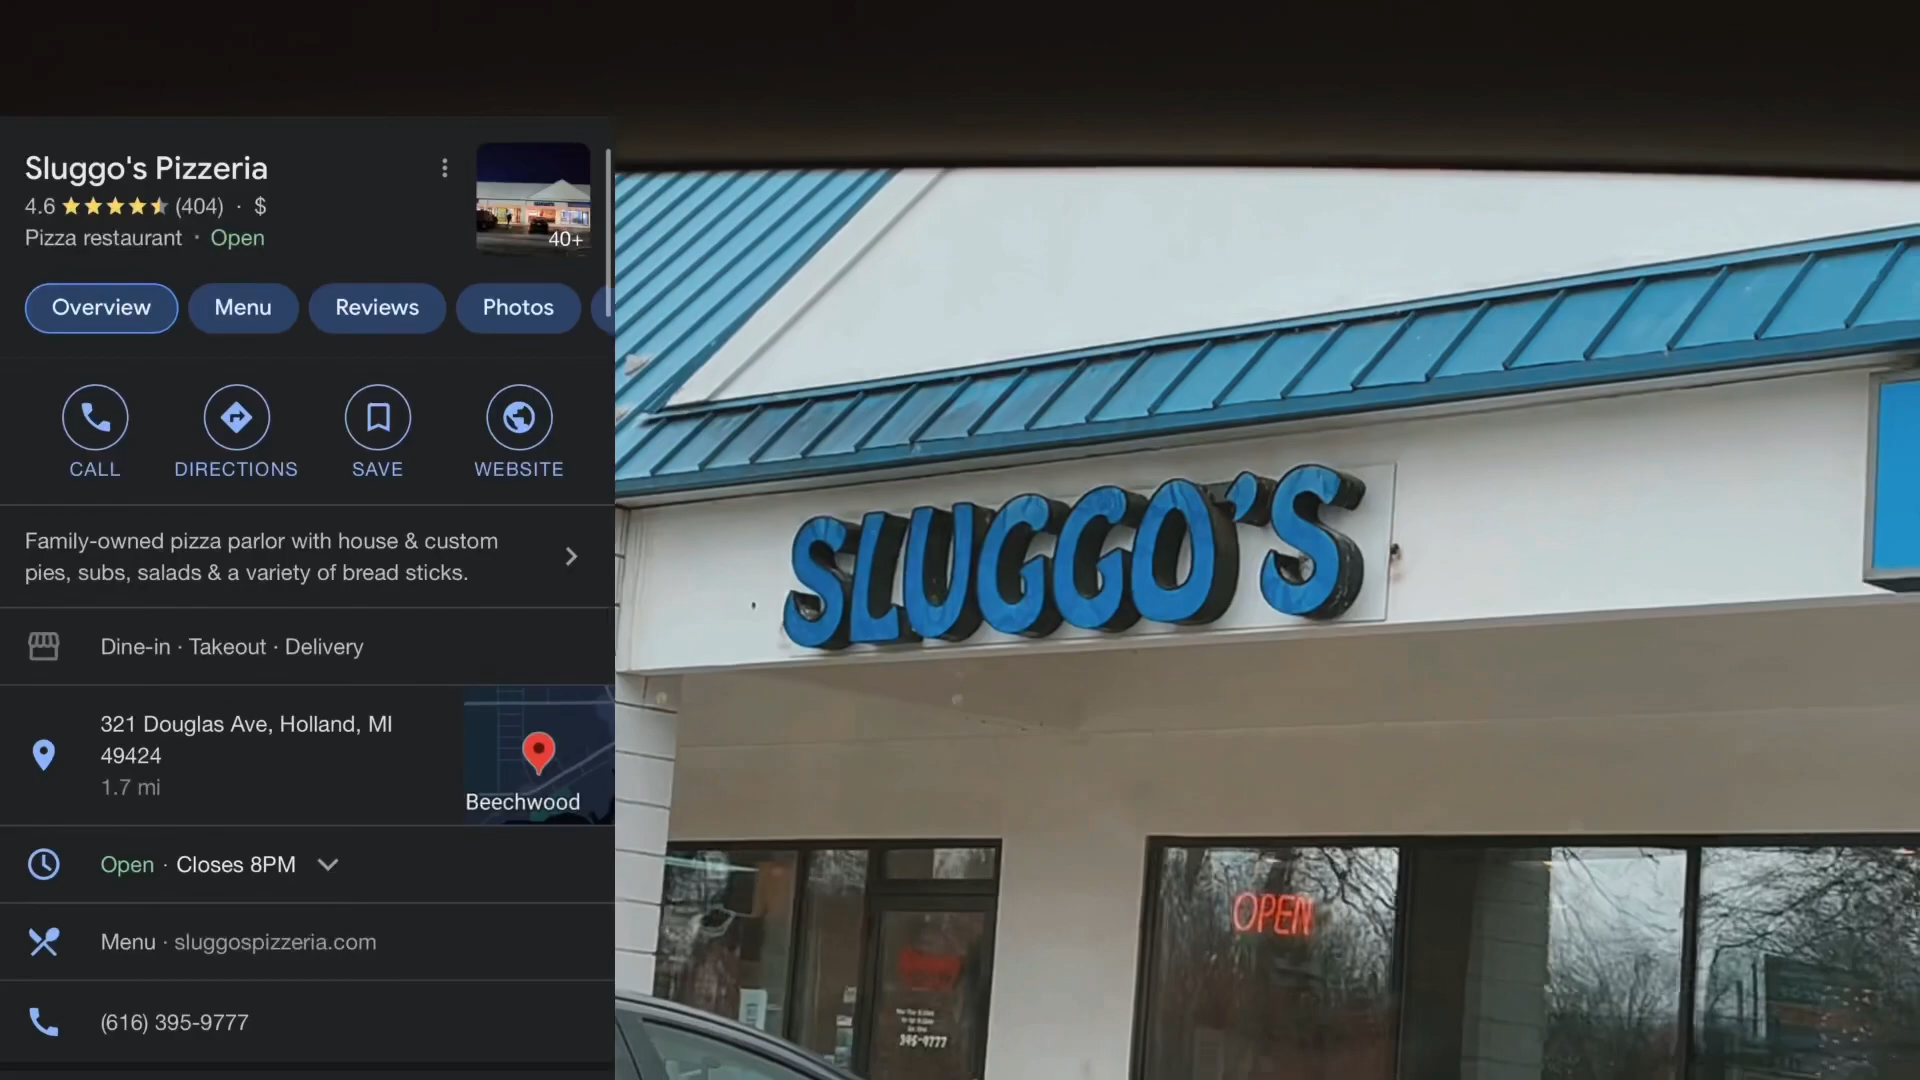 Sluggo's Pizzeria
4.6 (404) · $
Pizza restaurant · Open
40+
Overview
Menu
Reviews
Photos
CALL
DIRECTIONS
SAVE
WEBSITE
Family-owned pizza parlor with house & custom
pies, subs, salads & a variety of bread sticks.
Dine-in · Takeout · Delivery
321 Douglas Ave, Holland, MI
49424
1.7 mi
Beechwood
Open · Closes 8PM
Menu · sluggospizzeria.com
(616) 395-9777
SLUGGO'S
OPEN
395-9777